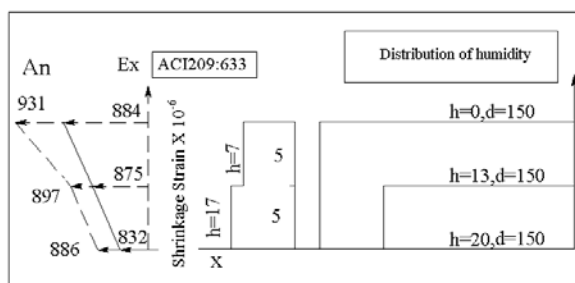 An
Ex
ACI209:633
Distribution of humidity
931
884
897
875
886
832
Shrinkage Strain X 10-6
h=7
h=17
5
5
X
h=0,d=150
h=13,d=150
h=20,d=150